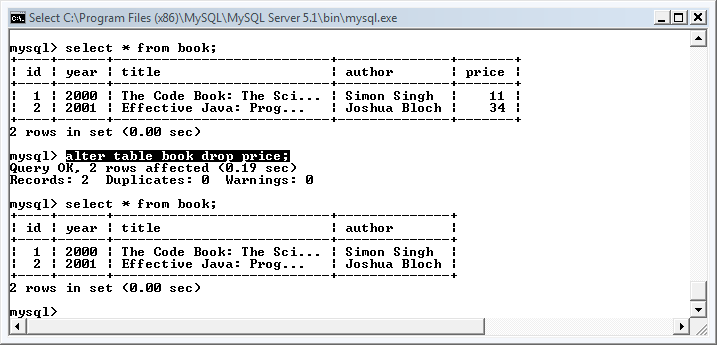 Select C:\Program Files (x86)\MySQL\MySQL Server 5.1\bin\mysql.exe
mysql> select * from book;
+----+------+---------------------------+--------------+-------+
| id | year | title                     | author       | price |
+----+------+---------------------------+--------------+-------+
|  1 | 2000 | The Code Book: The Sci... | Simon Singh  |    11 |
|  2 | 2001 | Effective Java: Prog...   | Joshua Bloch |    34 |
+----+------+---------------------------+--------------+-------+
2 rows in set (0.00 sec)
mysql> alter table book drop price;
Query OK, 2 rows affected (0.19 sec)
Records: 2  Duplicates: 0  Warnings: 0
mysql> select * from book;
+----+------+---------------------------+--------------+
| id | year | title                     | author       |
+----+------+---------------------------+--------------+
|  1 | 2000 | The Code Book: The Sci... | Simon Singh  |
|  2 | 2001 | Effective Java: Prog...   | Joshua Bloch |
+----+------+---------------------------+--------------+
2 rows in set (0.00 sec)
mysql>